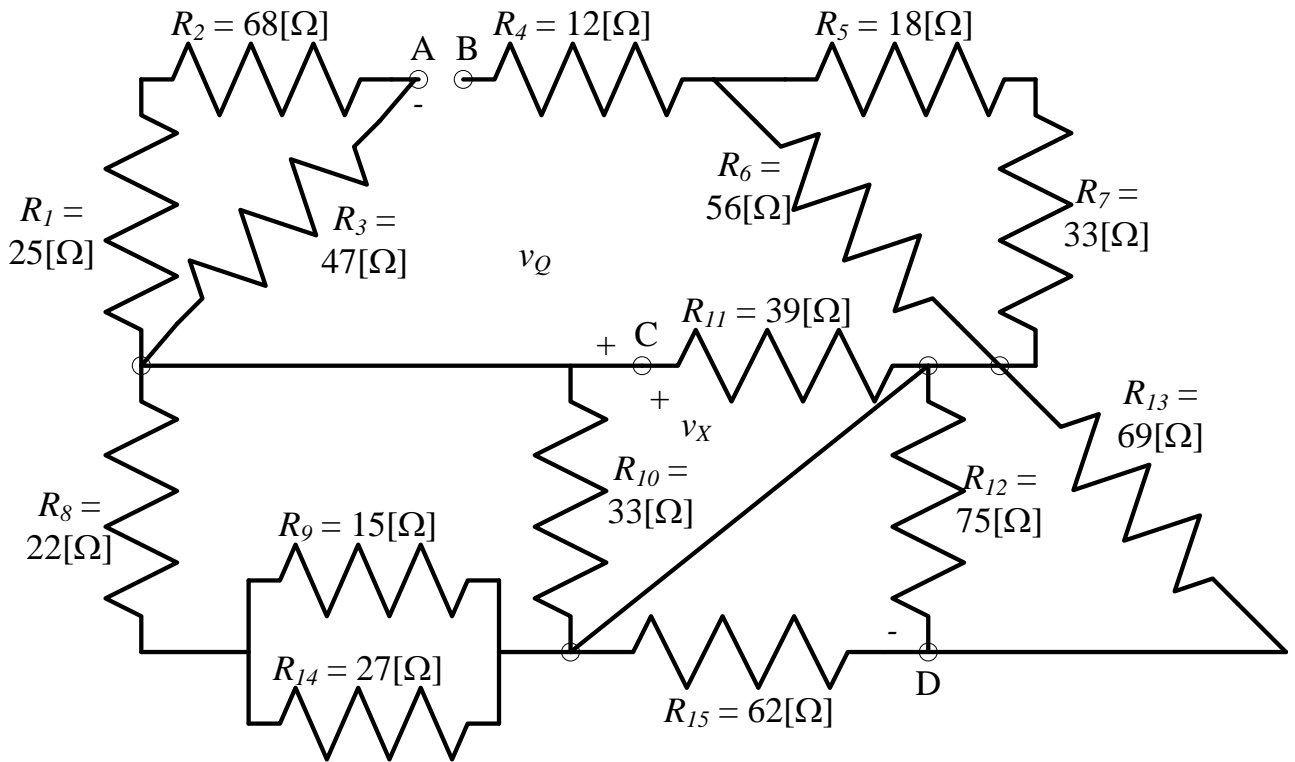 R2 = 68[Ω]
A
B
R4 = 12[Ω]
R5 = 18[Ω]
-
R1 =
25[Ω]
R3 =
47[Ω]
R6 =
56[Ω]
R7 =
33[Ω]
vQ
R11 = 39[Ω]
+
C
+
vX
R13 =
69[Ω]
R8 =
22[Ω]
R9 = 15[Ω]
R10 =
33[Ω]
R12 =
75[Ω]
R14 = 27[Ω]
-
D
R15 = 62[Ω]